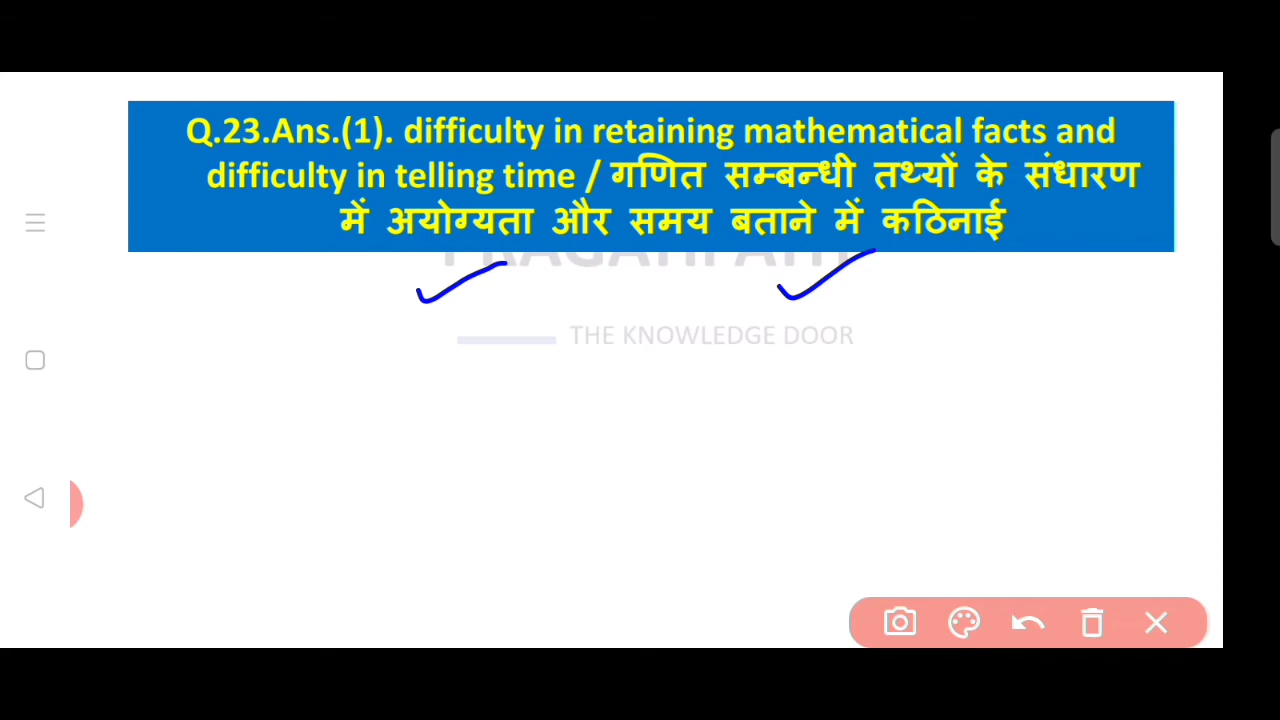 Q.23.Ans.(1). difficulty in retaining mathematical facts and
difficulty in telling time / गणित सम्बन्धी तथ्यों के संधारण
में अयोग्यता और समय बताने में कठिनाई
THE KNOWLEDGE DOOR